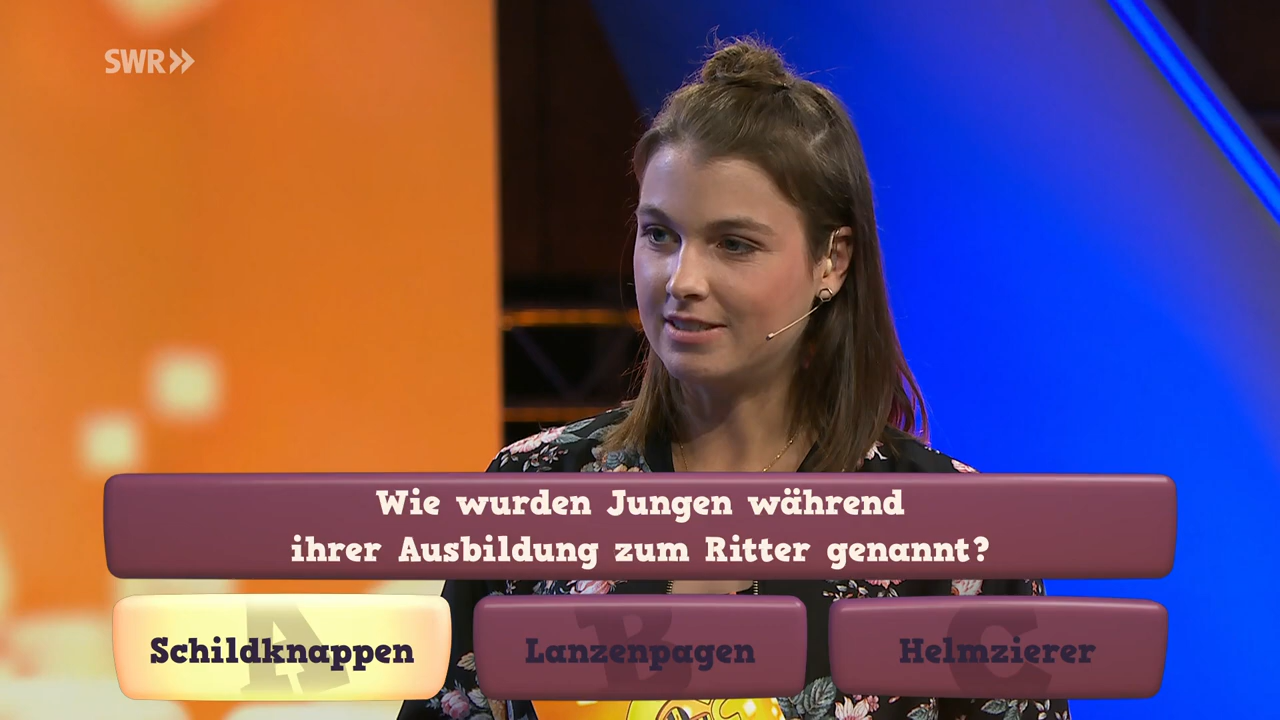 SWR
Wie wurden Jungen während
ihrer Ausbildung zum Ritter genannt?
A
Schildknappen
B
Lanzenpagen
C
Helmzierer